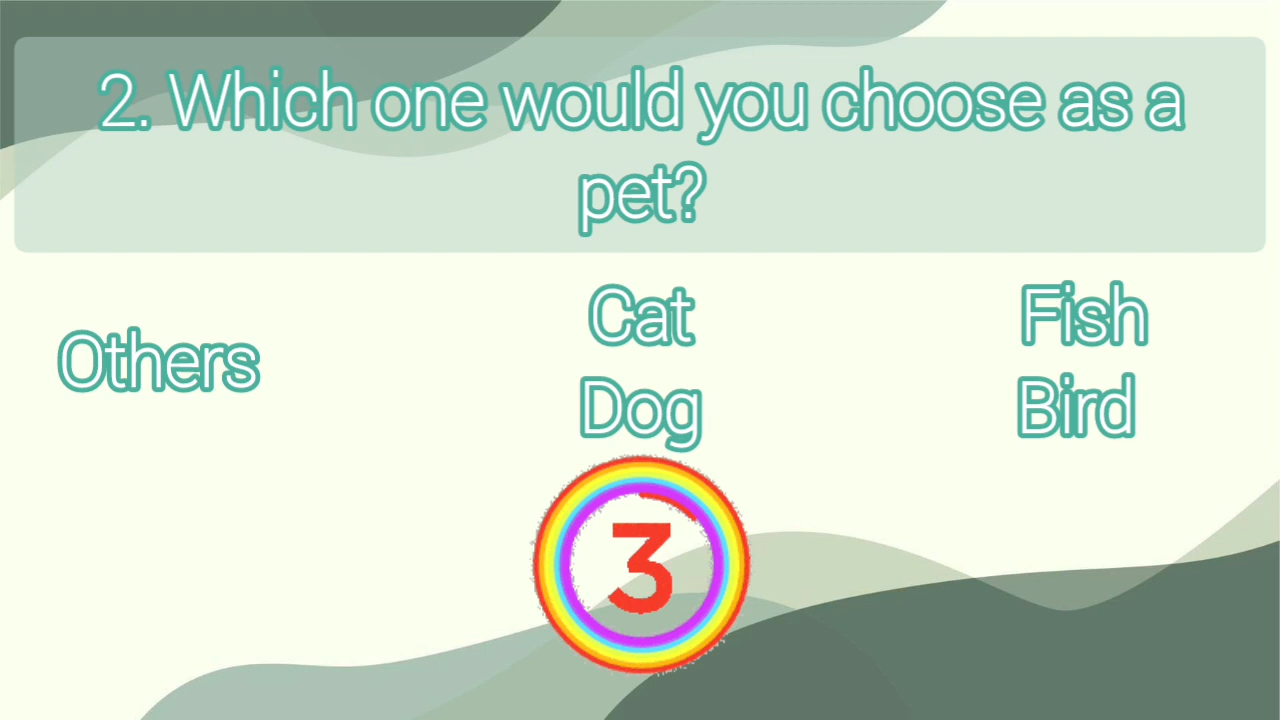 2. Which one would you choose as a
pet?
Others
Cat
Dog
Fish
Bird
3